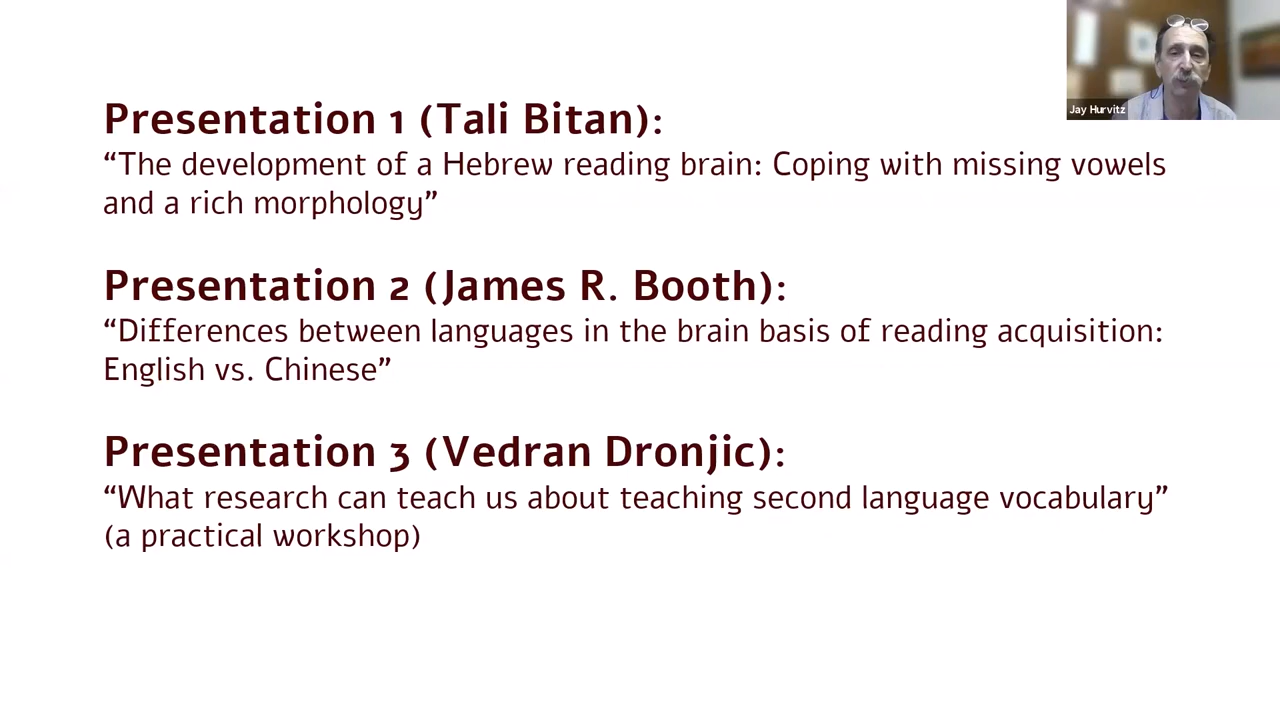 Jay Hurvitz
Presentation 1 (Tali Bitan):
“The development of a Hebrew reading brain: Coping with missing vowels
and a rich morphology”
Presentation 2 (James R. Booth):
“Differences between languages in the brain basis of reading acquisition:
English vs. Chinese”
Presentation 3 (Vedran Dronjic):
“What research can teach us about teaching second language vocabulary”
(a practical workshop)